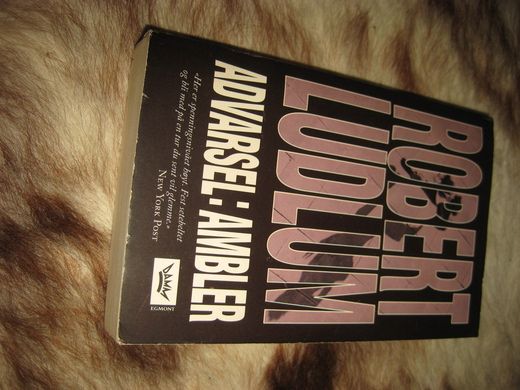 ROBERT
LUDLUM
ADVARSEL: AMBLER
«Her er spenningsnivået høyt. Fest setebeltet
og bli med på en tur du sent vil glemme.»
NEW YORK POST
DAMM
EGMONT